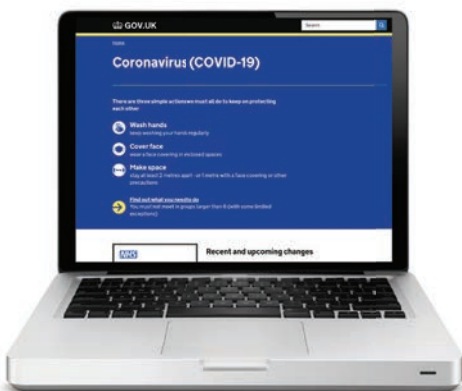 GOV.UK
Search
home
Coronavirus (COVID-19)
There are three simple actions we must all do to keep on protecting
each other
Wash hands
keep washing your hands regularly
Cover face
wear a face covering in enclosed spaces
Make space
stay at least 2 metres apart - or 1 metre with a face covering or other
precautions
Find out what you need to do
You must not meet in groups larger than 6 (with some limited
exceptions)
NHS
Recent and upcoming changes